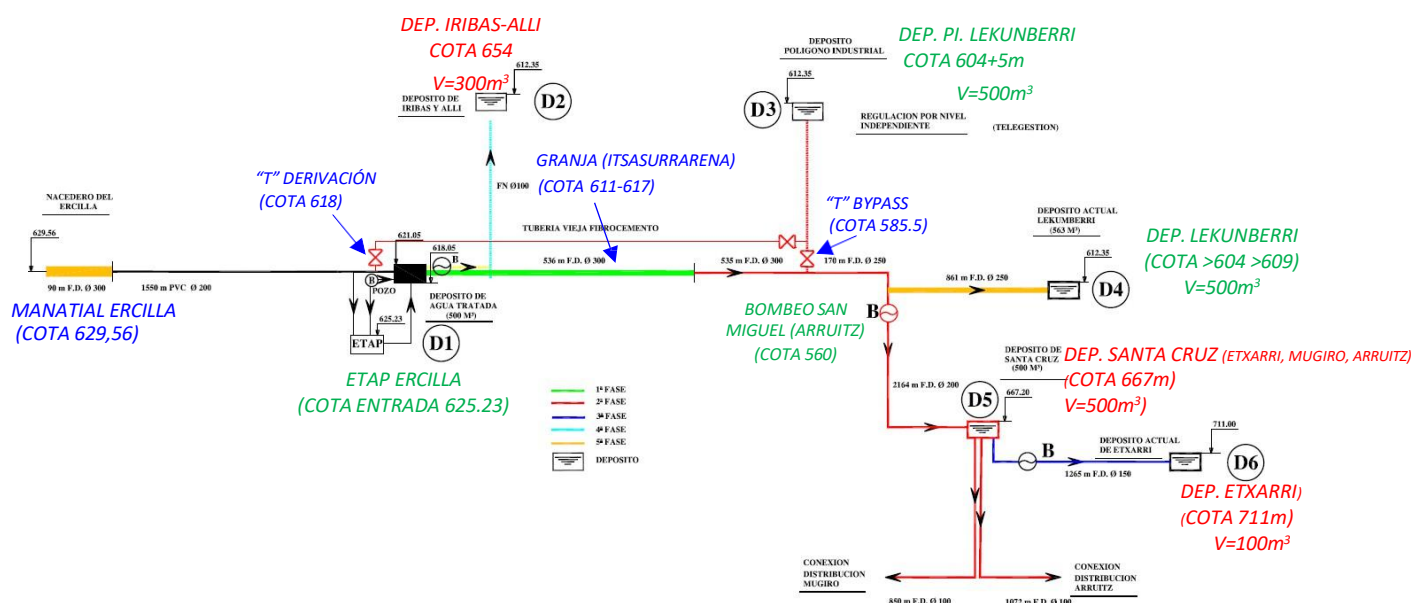 DEP. IRIBAS-ALLI
COTA 654
V=300m³
612.35
DEPOSITO DE
IRIBAS Y ALLI
D2
FN Ø100
DEPOSITO
POLIGONO INDUSTRIAL
612.35
D3
DEP. PI. LEKUNBERRI
COTA 604+5m
V=500m³
REGULACION POR NIVEL
INDEPENDIENTE
(TELEGESTION)
GRANJA (ITSASURRARENA)
(COTA 611-617)
“T” DERIVACIÓN
(COTA 618)
“T” BYPASS
(COTA 585.5)
NACEDERO DEL
ERCILLA
629.56
90 m F.D. Ø 300
1550 m PVC Ø 200
MANATIAL ERCILLA
(COTA 629,56)
TUBERIA VIEJA FIBROCEMENTO
621.05
618.05
B
536 m F.D. Ø 300
535 m F.D. Ø 300
170 m F.D. Ø 250
B
POZO
625.23
ETAP
DEPOSITO DE
AGUA TRATADA
(500 M³)
D1
ETAP ERCILLA
(COTA ENTRADA 625.23)
DEPOSITO ACTUAL
LEKUMBERRI
(563 M³)
612.35
861 m F.D. Ø 250
D4
DEP. LEKUNBERRI
(COTA >604 >609)
V=500m³
BOMBEO SAN
MIGUEL (ARRUITZ)
(COTA 560)
B
2164 m F.D. Ø 200
DEPOSITO DE
SANTA CRUZ
(500 M³)
667.20
D5
DEP. SANTA CRUZ (ETXARRI, MUGIRO, ARRUITZ)
(COTA 667m)
V=500m³)
1ª FASE
2ª FASE
3ª FASE
4ª FASE
5ª FASE
DEPOSITO
B
DEPOSITO ACTUAL
DE ETXARRI
1265 m F.D. Ø 150
711.00
D6
DEP. ETXARRI)
(COTA 711m)
V=100m³
CONEXION
DISTRIBUCION
MUGIRO
850 m F.D. Ø 100
CONEXION
DISTRIBUCION
ARRUITZ
1072 m F.D. Ø 100